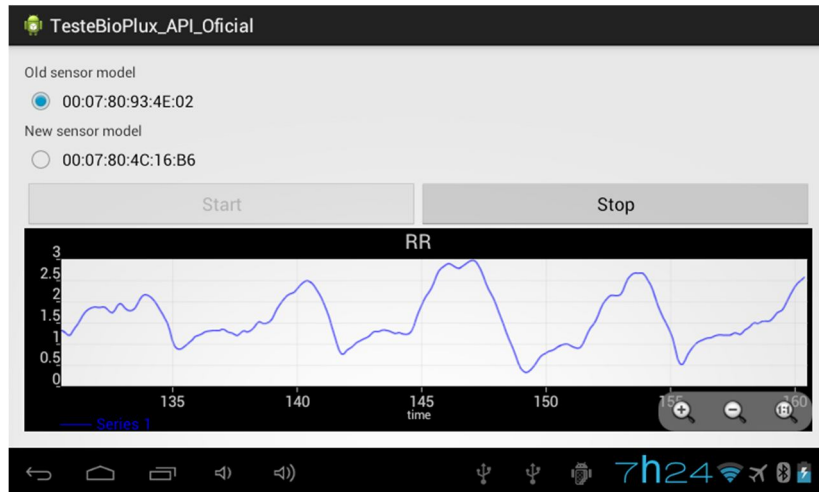 TesteBioPlux_API_Oficial
Old sensor model
00:07:80:93:4E:02
New sensor model
00:07:80:4C:16:B6
Start Stop
RR
3
2.5
2
1.5
1
0.5
0
135 140 145 150 155 160
time
Series 1
7h24